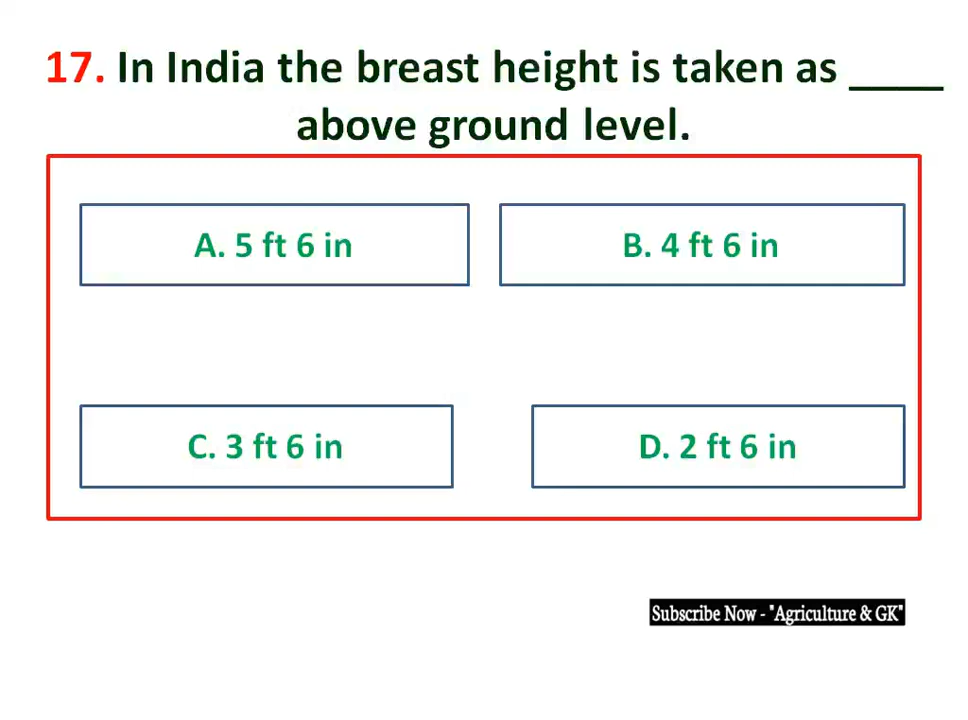 17. In India the breast height is taken as ____
above ground level.
A. 5 ft 6 in
B. 4 ft 6 in
C. 3 ft 6 in
D. 2 ft 6 in
Subscribe Now - "Agriculture & GK"